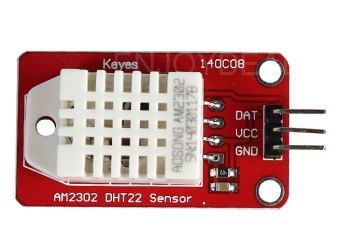 Keyes
140C08
AOSONG AM2302
DAT
VCC
GND
AM2302 DHT22 Sensor